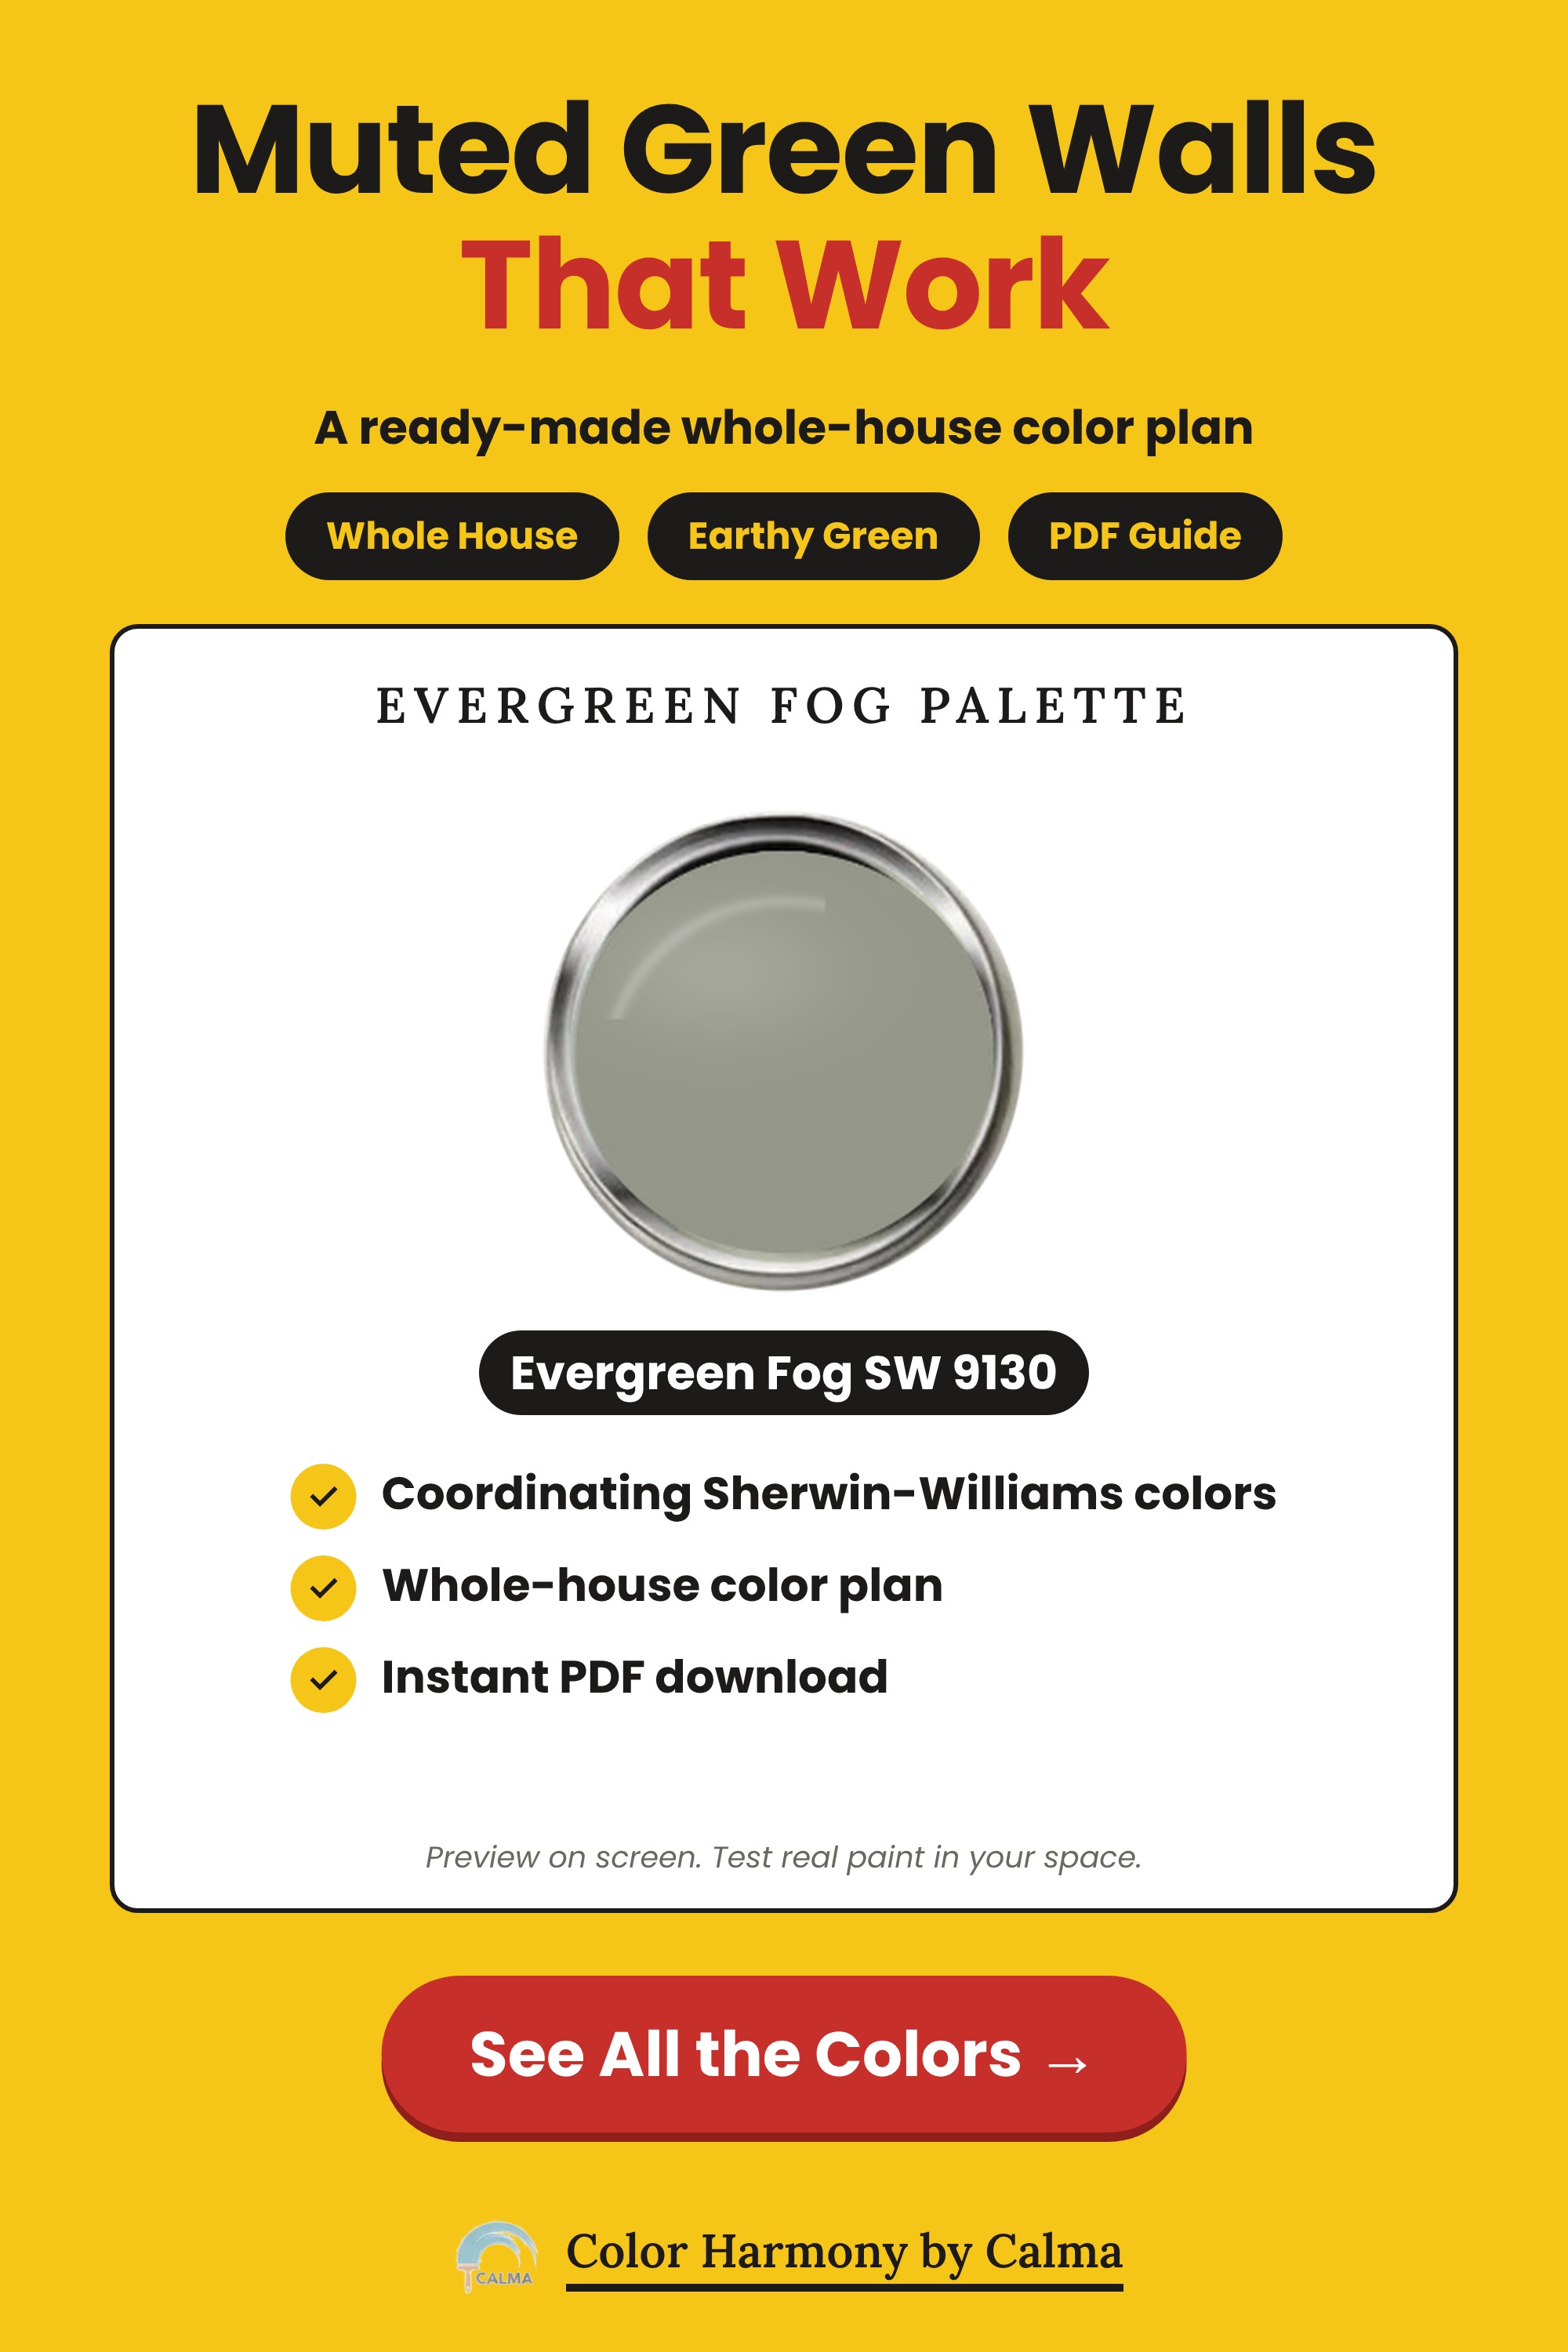 Muted Green Walls
That Work
A ready-made whole-house color plan
Whole House
Earthy Green
PDF Guide
EVERGREEN FOG PALETTE
Evergreen Fog SW 9130
Coordinating Sherwin-Williams colors
Whole-house color plan
Instant PDF download
Preview on screen. Test real paint in your space.
See All the Colors →
CALMA
Color Harmony by Calma